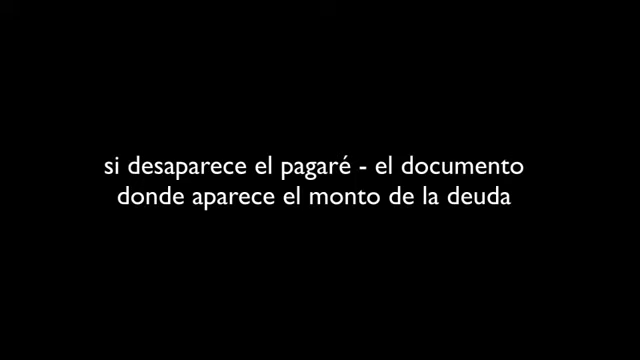 si desaparece el pagaré - el documento
donde aparece el monto de la deuda